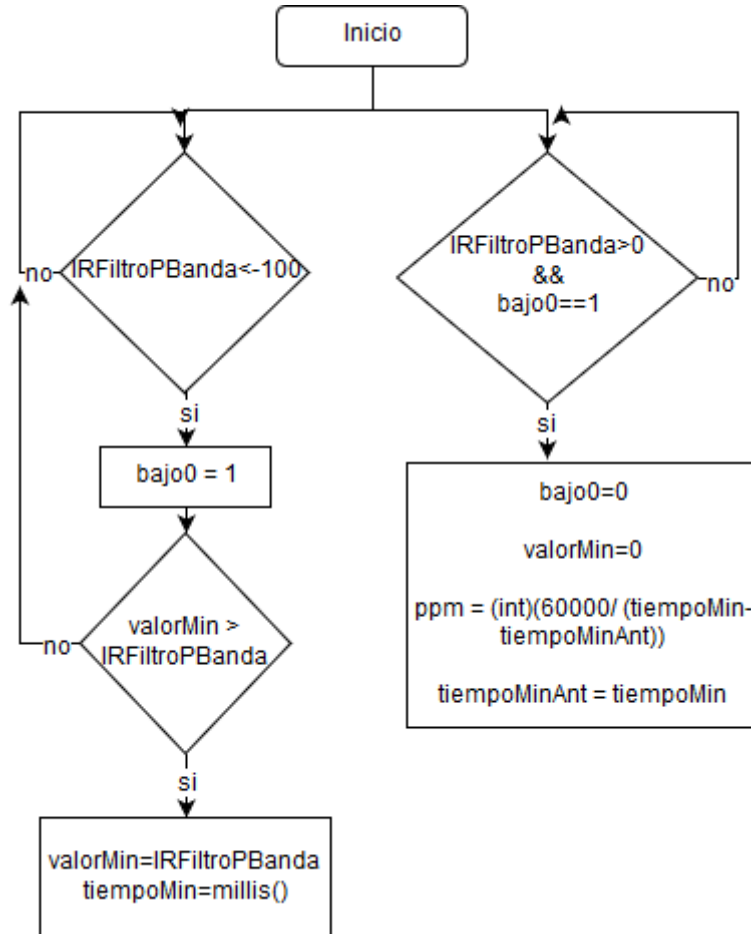 Inicio
IRFiltroPBanda<-100
no
si
bajo0 = 1
valorMin >
IRFiltroPBanda
no
si
valorMin=IRFiltroPBanda
tiempoMin=millis()
IRFiltroPBanda>0
&&
bajo0==1
no
si
bajo0=0
valorMin=0
ppm = (int)(60000/ (tiempoMin-
tiempoMinAnt))
tiempoMinAnt = tiempoMin